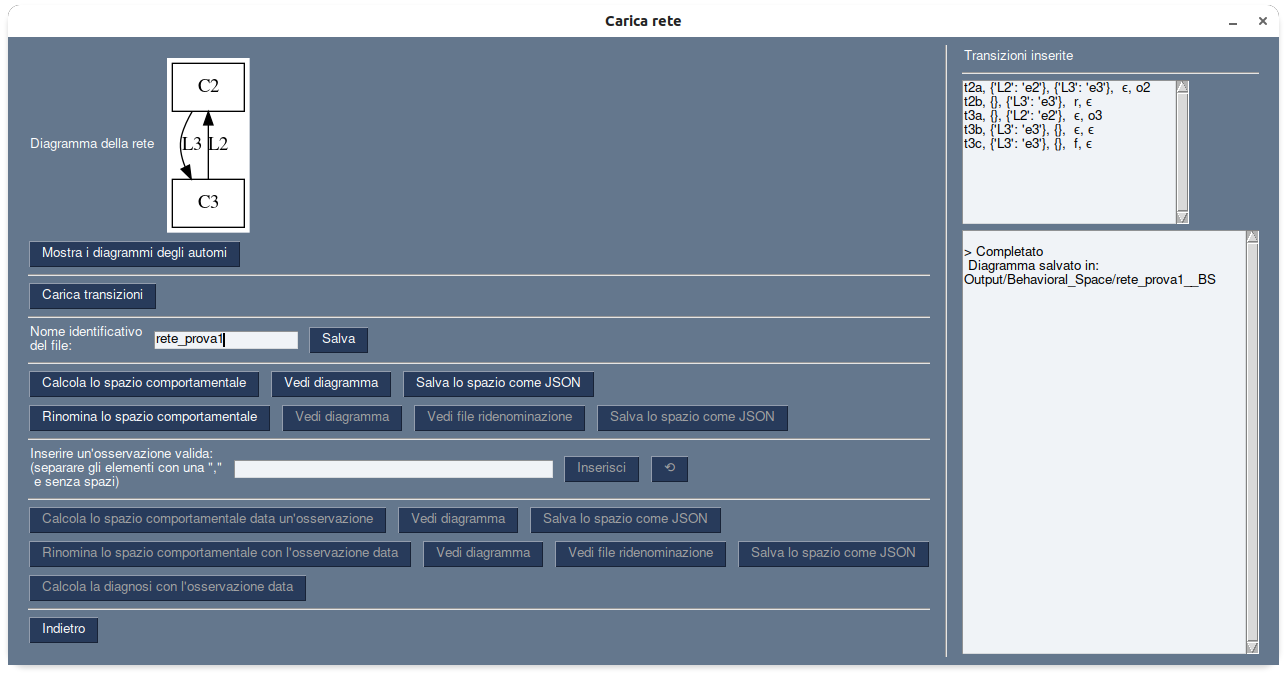 Carica rete
Diagramma della rete
C2
L3 L2
C3
Mostra i diagrammi degli automi
Carica transizioni
Nome identificativo
del file:
rete_prova1
Salva
Calcola lo spazio comportamentale
Vedi diagramma
Salva lo spazio come JSON
Rinomina lo spazio comportamentale
Vedi diagramma
Vedi file ridenominazione
Salva lo spazio come JSON
Inserire un'osservazione valida:
(separare gli elementi con una ","
e senza spazi)
Inserisci
⟲
Calcola lo spazio comportamentale data un'osservazione
Vedi diagramma
Salva lo spazio come JSON
Rinomina lo spazio comportamentale con l'osservazione data
Vedi diagramma
Vedi file ridenominazione
Salva lo spazio come JSON
Calcola la diagnosi con l'osservazione data
Indietro
Transizioni inserite
t2a, {'L2': 'e2'}, {'L3': 'e3'}, ϵ, o2
t2b, {}, {'L3': 'e3'}, r, ϵ
t3a, {}, {'L2': 'e2'}, ϵ, o3
t3b, {'L3': 'e3'}, {}, ϵ, ϵ
t3c, {'L3': 'e3'}, {}, f, ϵ
> Completato
Diagramma salvato in:
Output/Behavioral_Space/rete_prova1__BS